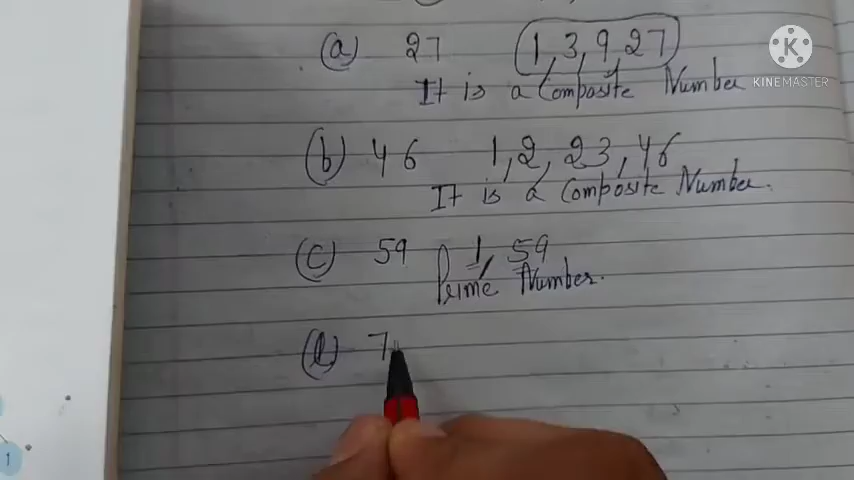 (a) 27 1, 3, 9, 27
It is a Composite Number
KINEMASTER
(b) 46 1, 2, 23, 46
It is a Composite Number.
(c) 59 1, 59
Prime Number.
7
1